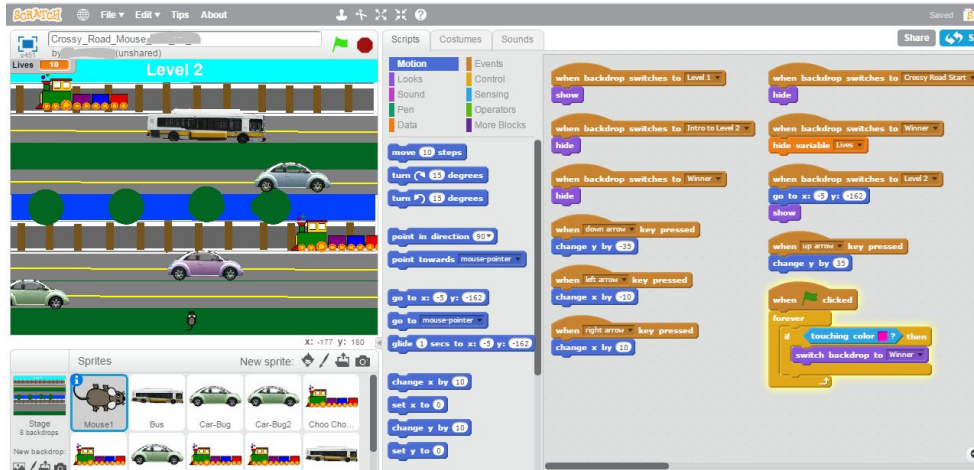 SCRATCH File Edit Tips About Saved
Crossy_Road_Mouse
v451
by (unshared)
Scripts Costumes Sounds
Share
Lives 10
Level 2
Motion Events
Looks Control
Sound Sensing
Pen Operators
Data More Blocks
move 10 steps
turn 15 degrees
turn 15 degrees
point in direction 90
point towards mouse-pointer
go to x: -5 y: -162
go to mouse-pointer
glide 1 secs to x: -5 y: -162
change x by 10
set x to 0
change y by 10
set y to 0
when backdrop switches to Level 1
show
when backdrop switches to Intro to Level 2
hide
when backdrop switches to Winner
hide
when down arrow key pressed
change y by -35
when left arrow key pressed
change x by -10
when right arrow key pressed
change x by 10
when backdrop switches to Crossy Road Start
hide
when backdrop switches to Winner
hide variable Lives
when backdrop switches to Level 2
go to x: -5 y: -162
show
when up arrow key pressed
change y by 35
when clicked
forever
if touching color ? then
switch backdrop to Winner
X: -177 y: 180
Sprites New sprite:
Stage
8 backdrops
New backdrop:
Mouse1 Bus Car-Bug Car-Bug2 Choo Cho...